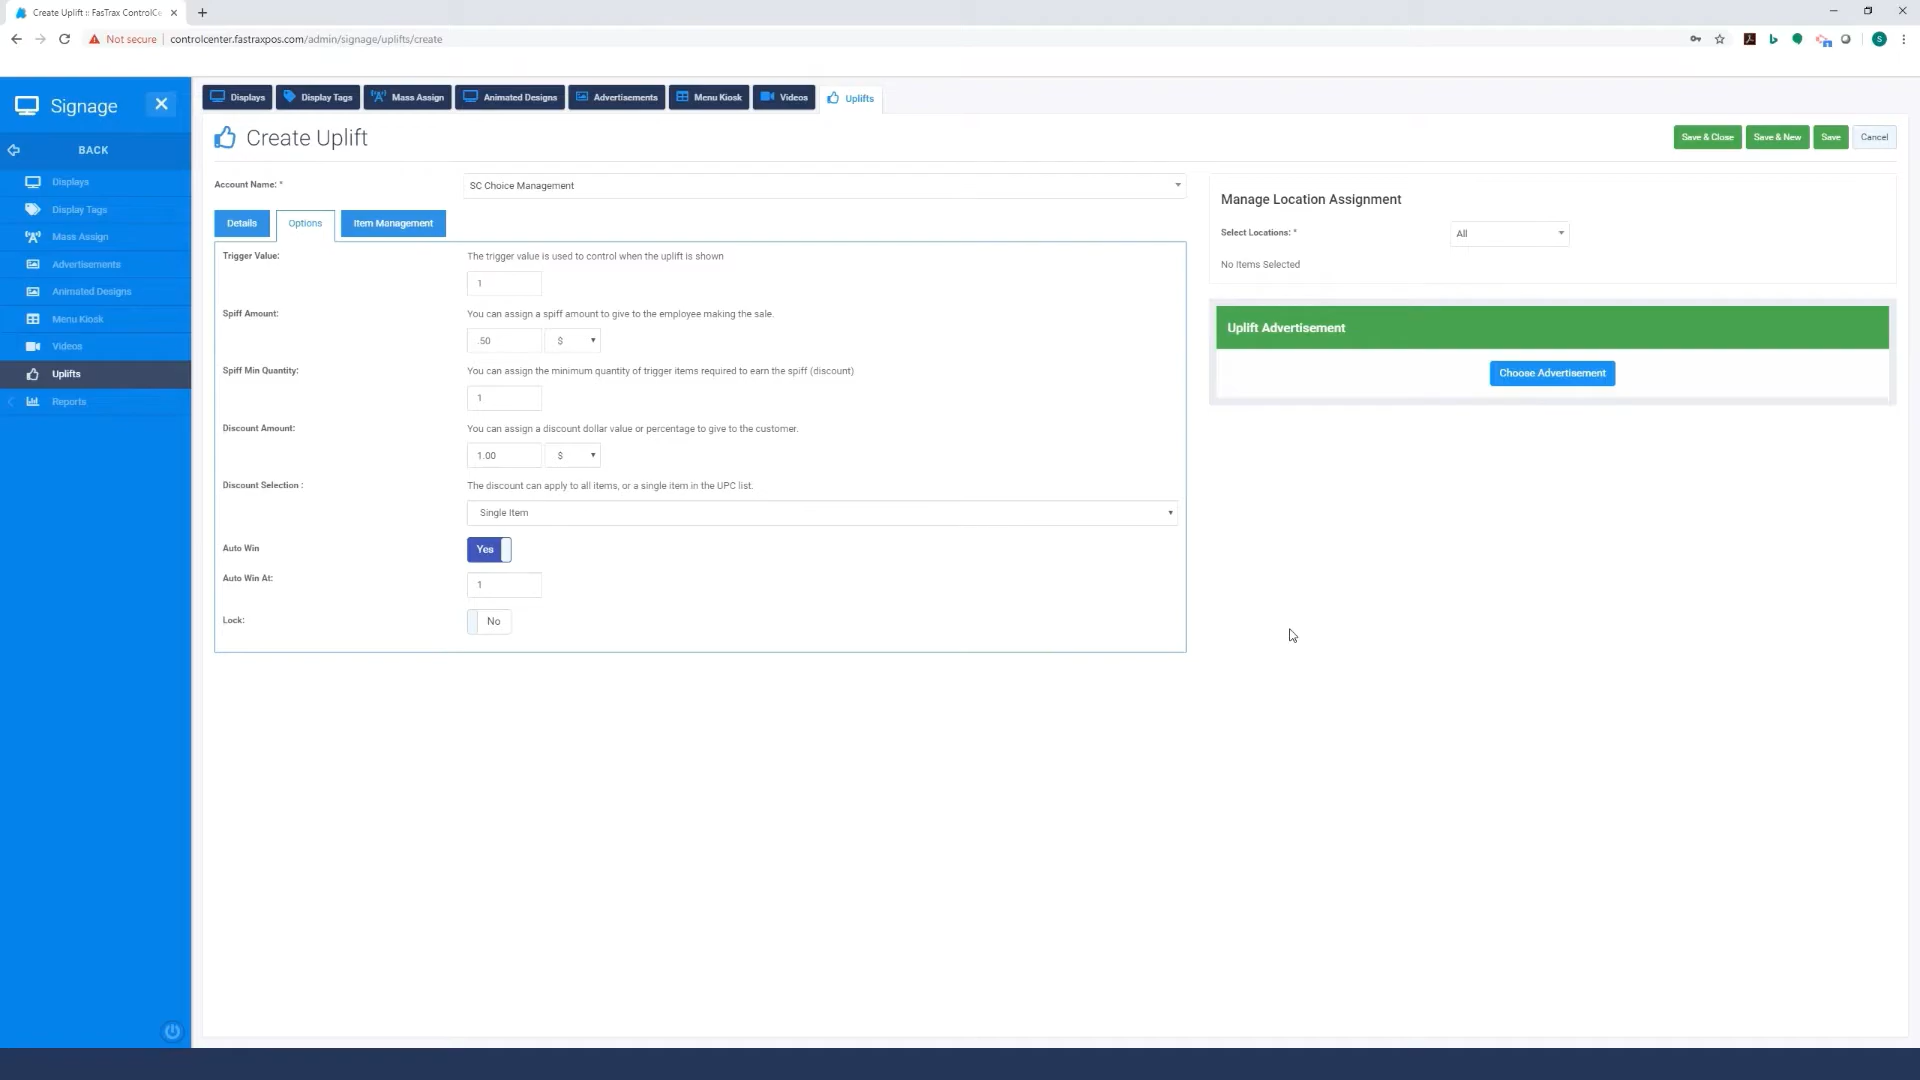 Create Uplift :: FasTrax ControlCe
Not secure
controlcenter.fastraxpos.com/admin/signage/uplifts/create
S
Signage
BACK
Displays
Display Tags
Mass Assign
Advertisements
Animated Designs
Menu Kiosk
Videos
Uplifts
Reports
Displays
Display Tags
Mass Assign
Animated Designs
Advertisements
Menu Kiosk
Videos
Uplifts
Create Uplift
Save & Close
Save & New
Save
Cancel
Account Name: *
SC Choice Management
Details
Options
Item Management
Trigger Value:
The trigger value is used to control when the uplift is shown
1
Spiff Amount:
You can assign a spiff amount to give to the employee making the sale.
.50
$
Spiff Min Quantity:
You can assign the minimum quantity of trigger items required to earn the spiff (discount)
1
Discount Amount:
You can assign a discount dollar value or percentage to give to the customer.
1.00
$
Discount Selection :
The discount can apply to all items, or a single item in the UPC list.
Single Item
Auto Win
Yes
Auto Win At:
1
Lock:
No
Manage Location Assignment
Select Locations: *
All
No Items Selected
Uplift Advertisement
Choose Advertisement